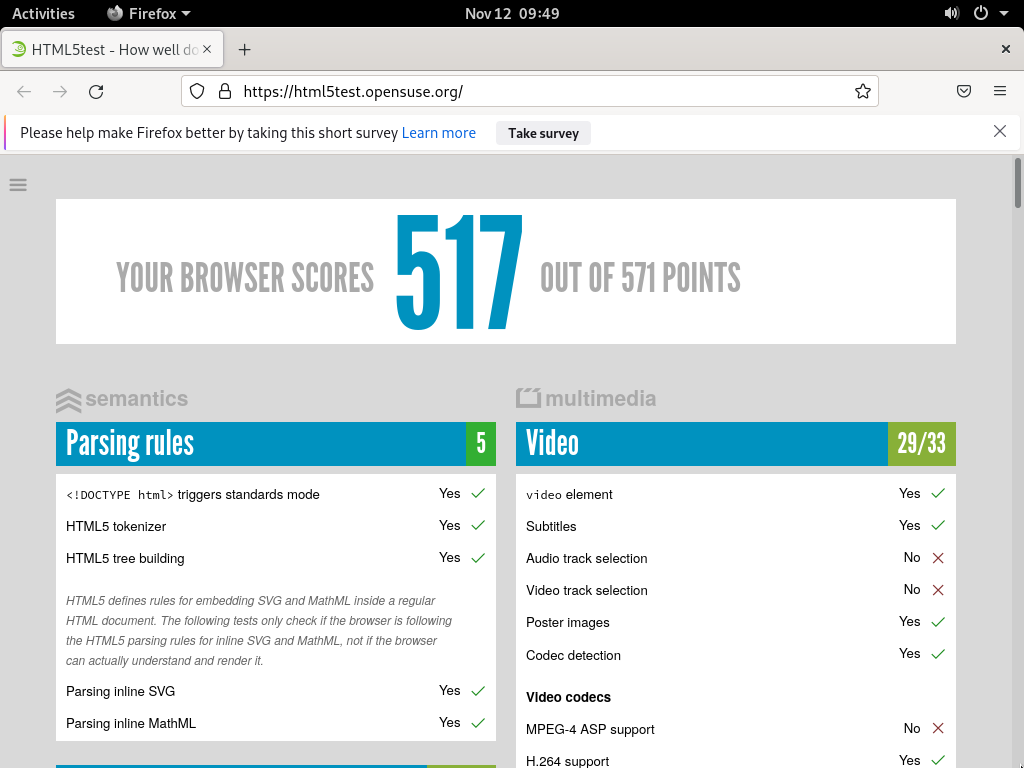 Activities Firefox Nov 12 09:49
HTML5test - How well do
https://html5test.opensuse.org/
Please help make Firefox better by taking this short survey Learn more Take survey
YOUR BROWSER SCORES 517 OUT OF 571 POINTS
semantics
Parsing rules 5
<!DOCTYPE html> triggers standards mode Yes
HTML5 tokenizer Yes
HTML5 tree building Yes
HTML5 defines rules for embedding SVG and MathML inside a regular
HTML document. The following tests only check if the browser is following
the HTML5 parsing rules for inline SVG and MathML, not if the browser
can actually understand and render it.
Parsing inline SVG Yes
Parsing inline MathML Yes
multimedia
Video 29/33
video element Yes
Subtitles Yes
Audio track selection No
Video track selection No
Poster images Yes
Codec detection Yes
Video codecs
MPEG-4 ASP support No
H.264 support Yes